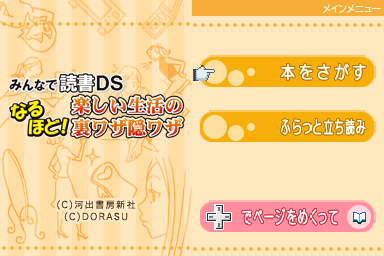 メインメニュー
みんなで読書DS
なるほど!楽しい生活の
裏ワザ隠ワザ
(C)河出書房新社
(C)DORASU
本をさがす
ふらっと立ち読み
でページをめくって